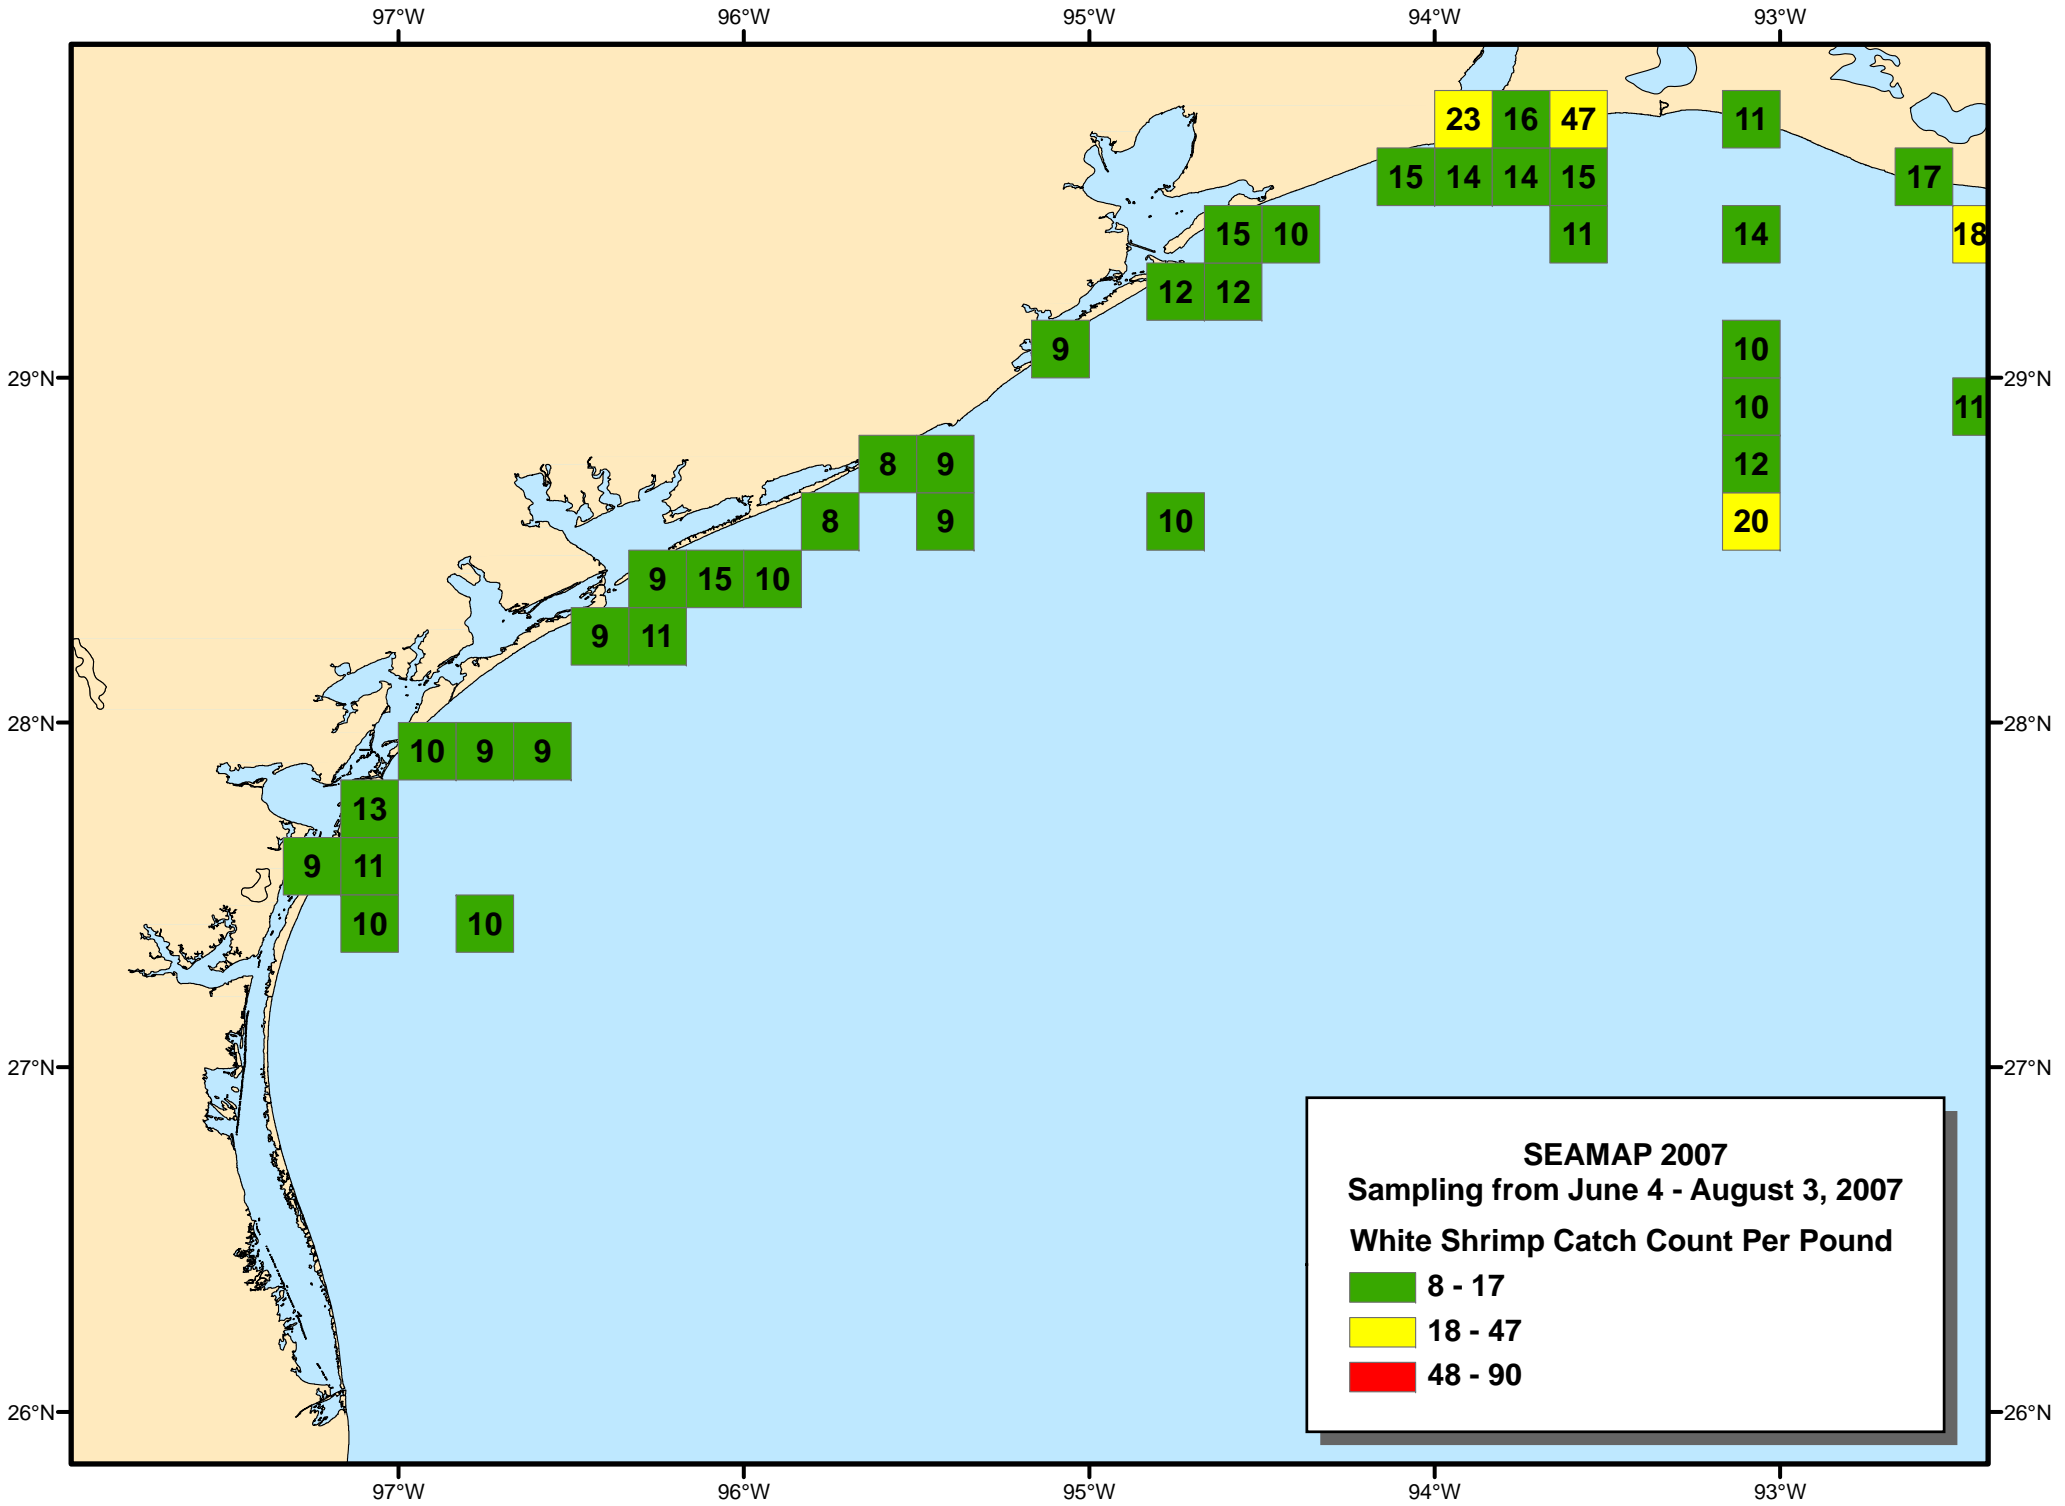 97°W 96°W 95°W 94°W 93°W
23 16 47 11
15 14 14 15 17
15 10 11 14 18
12 12
9 10
29°N 29°N
10 11
8 9 12
8 9 10 20
9 15 10
9 11
28°N 28°N
10 9 9
13
9 11
10 10
27°N 27°N
SEAMAP 2007
Sampling from June 4 - August 3, 2007
White Shrimp Catch Count Per Pound
8 - 17
18 - 47
48 - 90
26°N 26°N
97°W 96°W 95°W 94°W 93°W